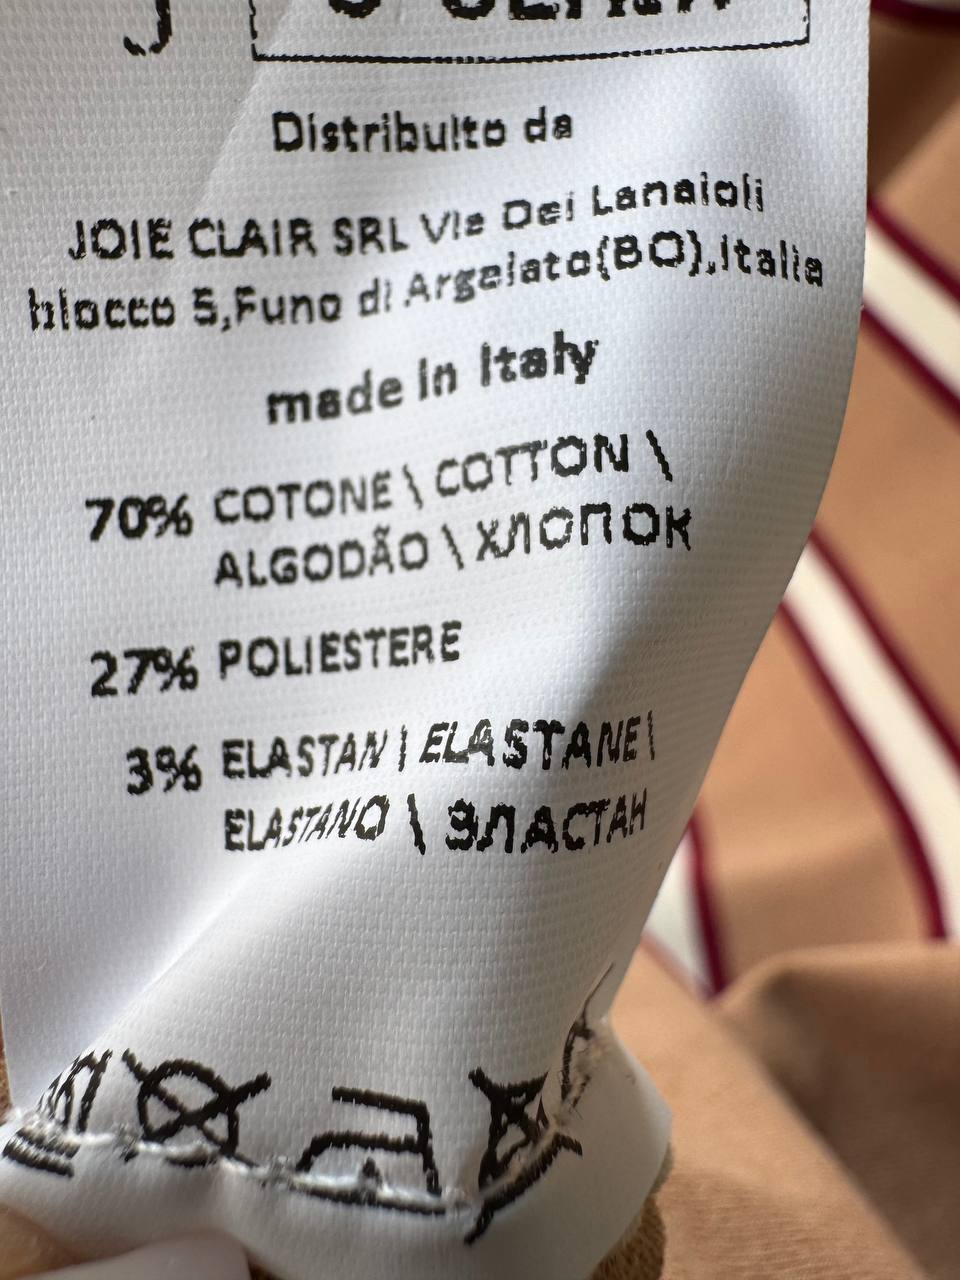 Distribuito da
JOIE CLAIR SRL Vie Dei Lanaioli
blocco 5,Funo di Argelato(BO),Italia
made in Italy
70% COTONE \ COTTON \
ALGODÃO \ ХЛОПОК
27% POLIESTERE
3% ELASTAN \ ELASTANE \
ELASTANO \ ЭЛАСТАН